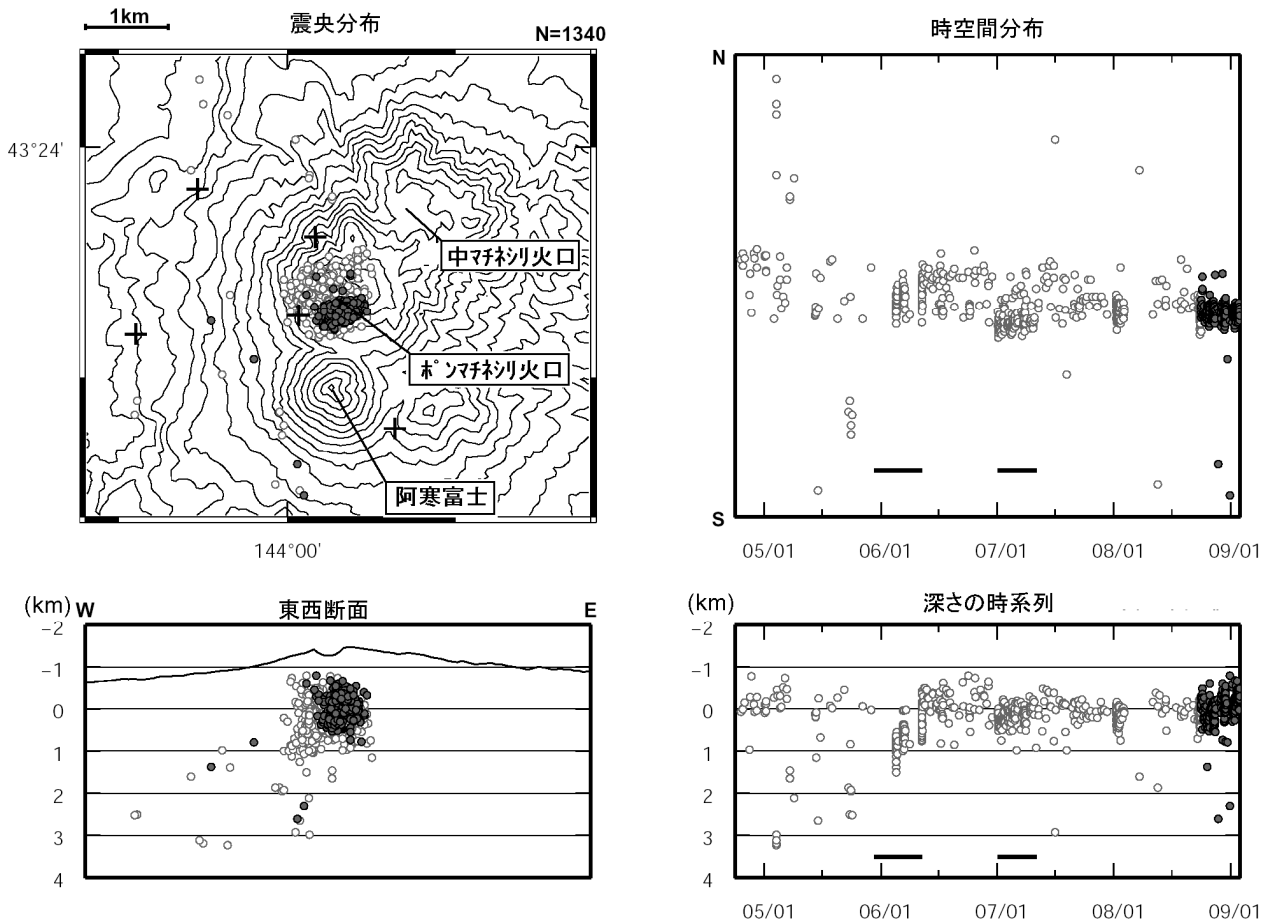 1km
震央分布
N=1340
43°24'
中ﾏﾁﾈｼﾘ火口
ﾎﾟﾝﾏﾁﾈｼﾘ火口
阿寒富士
144°00'
時空間分布
N
S
05/01 06/01 07/01 08/01 09/01
(km) W 東西断面 E
-2
-1
0
1
2
3
4
(km) 深さの時系列
-2
-1
0
1
2
3
4
05/01 06/01 07/01 08/01 09/01